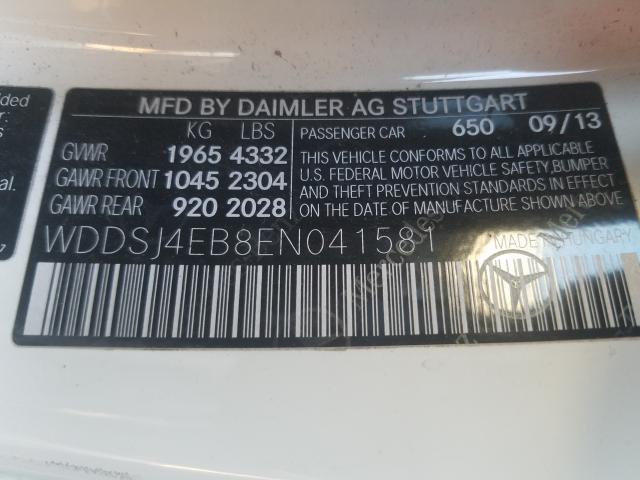 MFD BY DAIMLER AG STUTTGART
KG LBS PASSENGER CAR 650 09/13
GVWR 1965 4332 THIS VEHICLE CONFORMS TO ALL APPLICABLE
GAWR FRONT 1045 2304 U.S. FEDERAL MOTOR VEHICLE SAFETY, BUMPER
GAWR REAR 920 2028 AND THEFT PREVENTION STANDARDS IN EFFECT
ON THE DATE OF MANUFACTURE SHOWN ABOVE.
WDDSJ4EB8EN041581 MADE IN HUNGARY